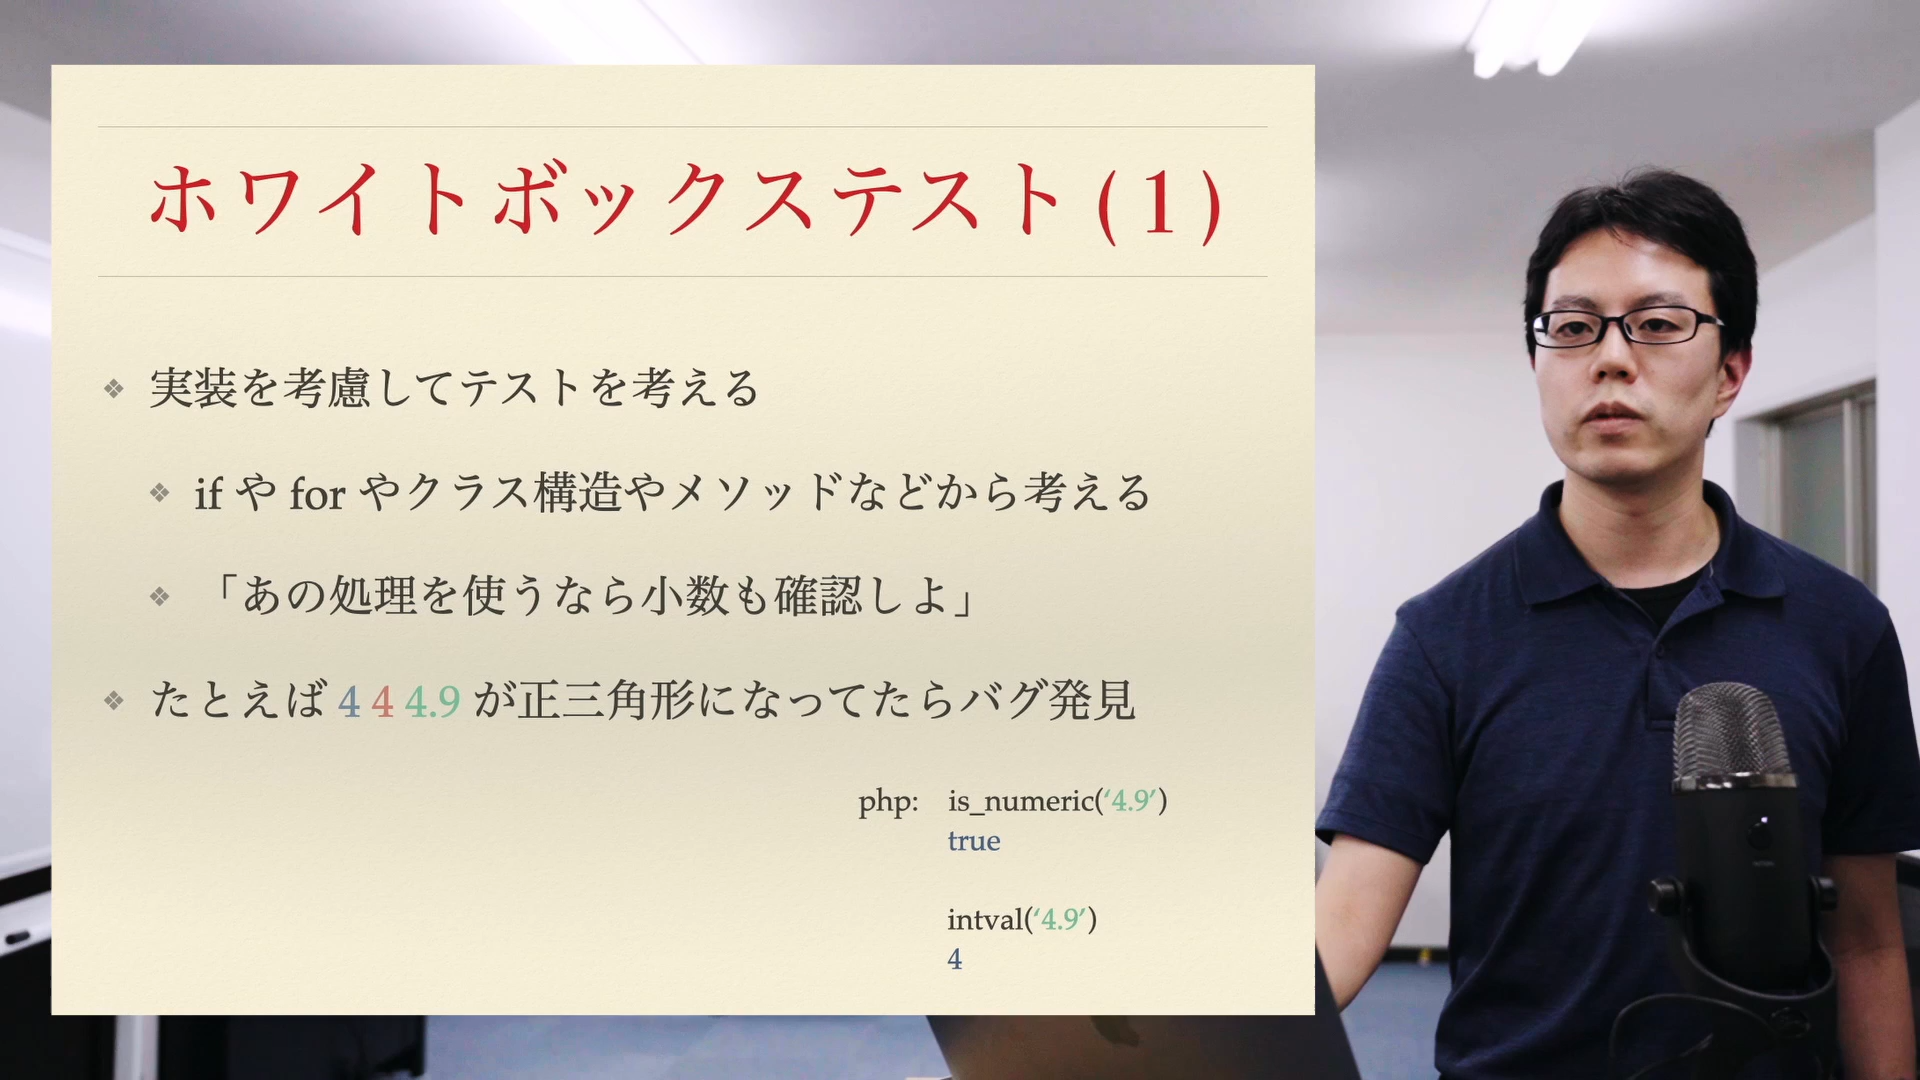 ホワイトボックステスト(1)
実装を考慮してテストを考える
if や for やクラス構造やメソッドなどから考える
「あの処理を使うなら小数も確認しよ」
たとえば 4 4 4.9 が正三角形になってたらバグ発見
php: is_numeric(‘4.9’)
true
intval(‘4.9’)
4